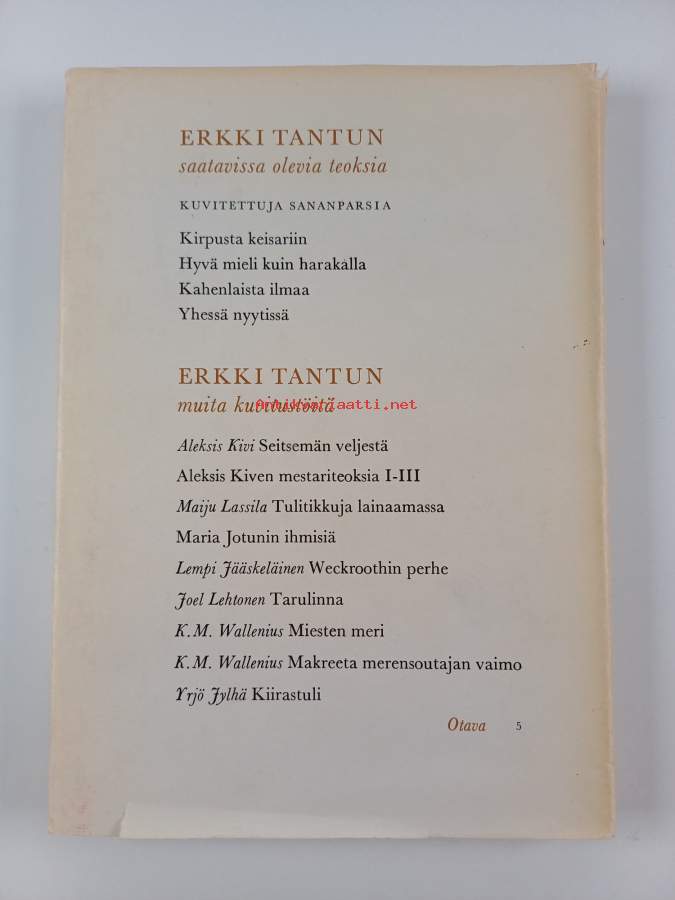 ERKKI TANTUN
saatavissa olevia teoksia
KUVITETTUJA SANANPARSIA
Kirpusta keisariin
Hyvä mieli kuin harakalla
Kahenlaista ilmaa
Yhessä nyytissä
ERKKI TANTUN
muita kuvitustöitä
Aleksis Kivi Seitsemän veljestä
Aleksis Kiven mestariteoksia I-III
Maiju Lassila Tulitikkuja lainaamassa
Maria Jotunin ihmisiä
Lempi Jääskeläinen Weckroothin perhe
Joel Lehtonen Tarulinna
K.M. Wallenius Miesten meri
K.M. Wallenius Makreeta merensoutajan vaimo
Yrjö Jylhä Kiirastuli
Otava 5